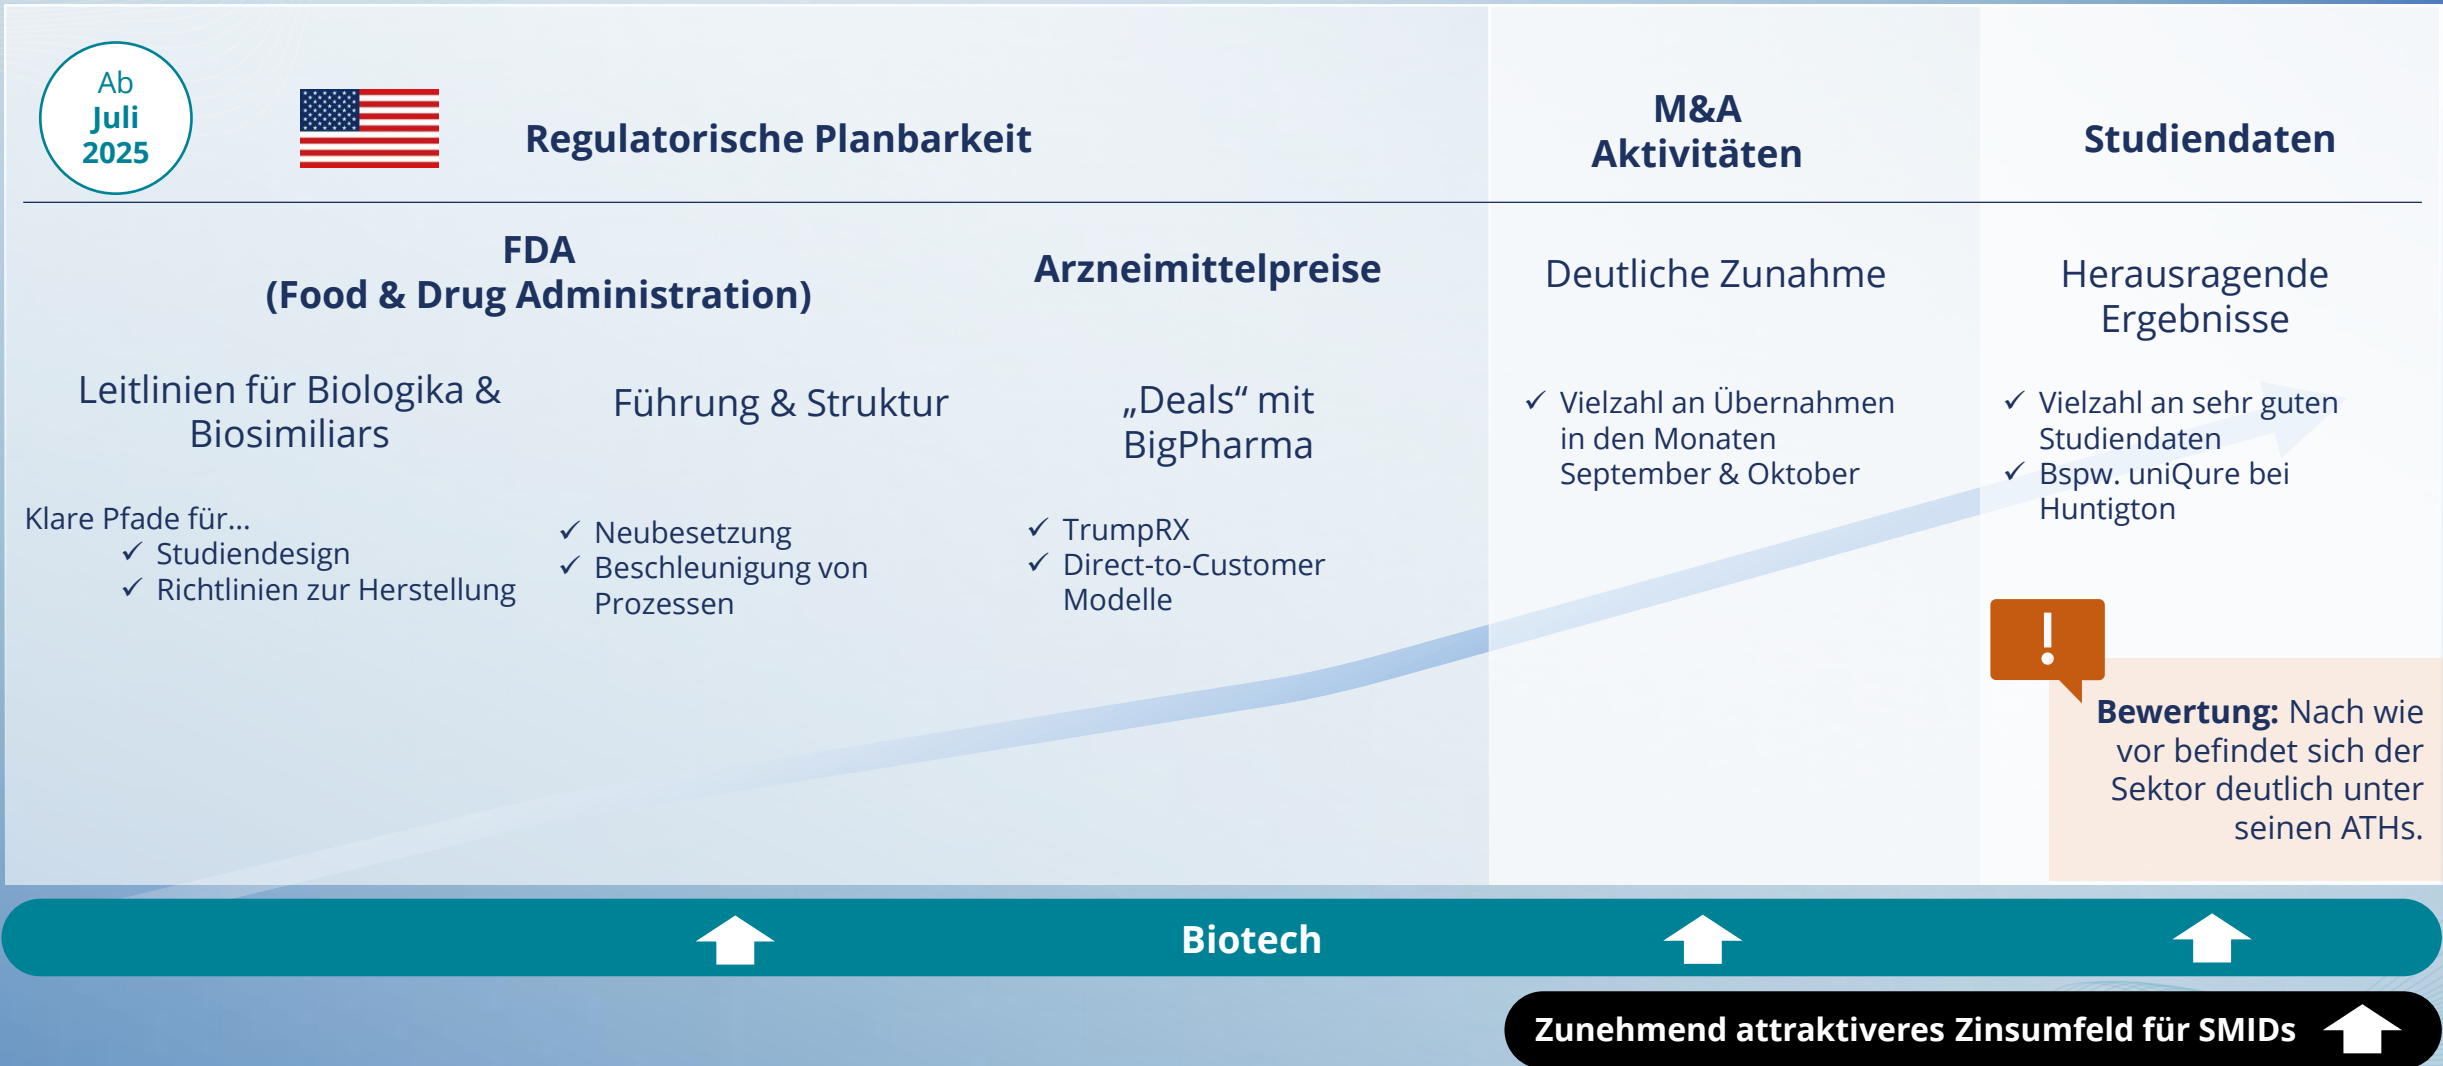 Ab
Juli
2025
Regulatorische Planbarkeit
M&A
Aktivitäten
Studiendaten
FDA
(Food & Drug Administration)
Arzneimittelpreise
Deutliche Zunahme
Herausragende
Ergebnisse
Leitlinien für Biologika &
Biosimiliars
Führung & Struktur
„Deals“ mit
BigPharma
Klare Pfade für...
✓ Studiendesign
✓ Richtlinien zur Herstellung
✓ Neubesetzung
✓ Beschleunigung von
Prozessen
✓ TrumpRX
✓ Direct-to-Customer
Modelle
✓ Vielzahl an Übernahmen
in den Monaten
September & Oktober
✓ Vielzahl an sehr guten
Studiendaten
✓ Bspw. uniQure bei
Huntigton
!
Bewertung: Nach wie
vor befindet sich der
Sektor deutlich unter
seinen ATHs.
Biotech
Zunehmend attraktiveres Zinsumfeld für SMIDs